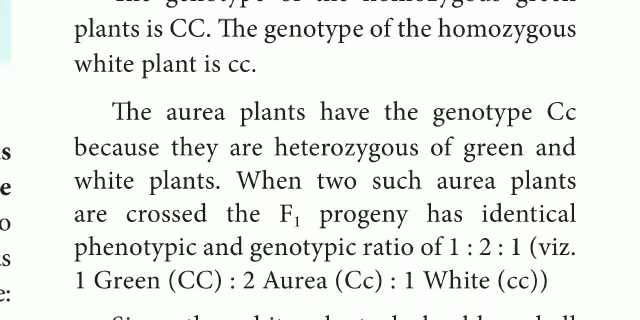 plants is CC. The genotype of the homozygous
white plant is cc.
The aurea plants have the genotype Cc
because they are heterozygous of green and
white plants. When two such aurea plants
are crossed the F₁ progeny has identical
phenotypic and genotypic ratio of 1 : 2 : 1 (viz.
1 Green (CC) : 2 Aurea (Cc) : 1 White (cc))